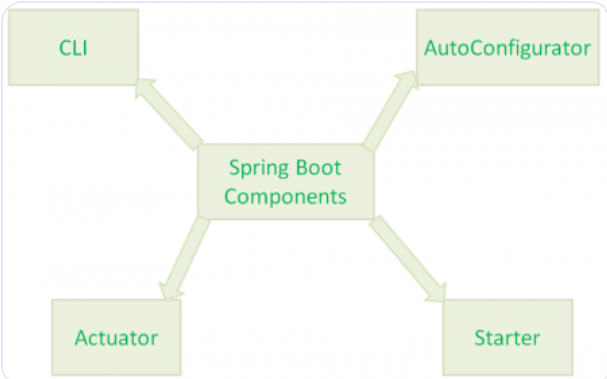 CLI
AutoConfigurator
Spring Boot
Components
Actuator
Starter